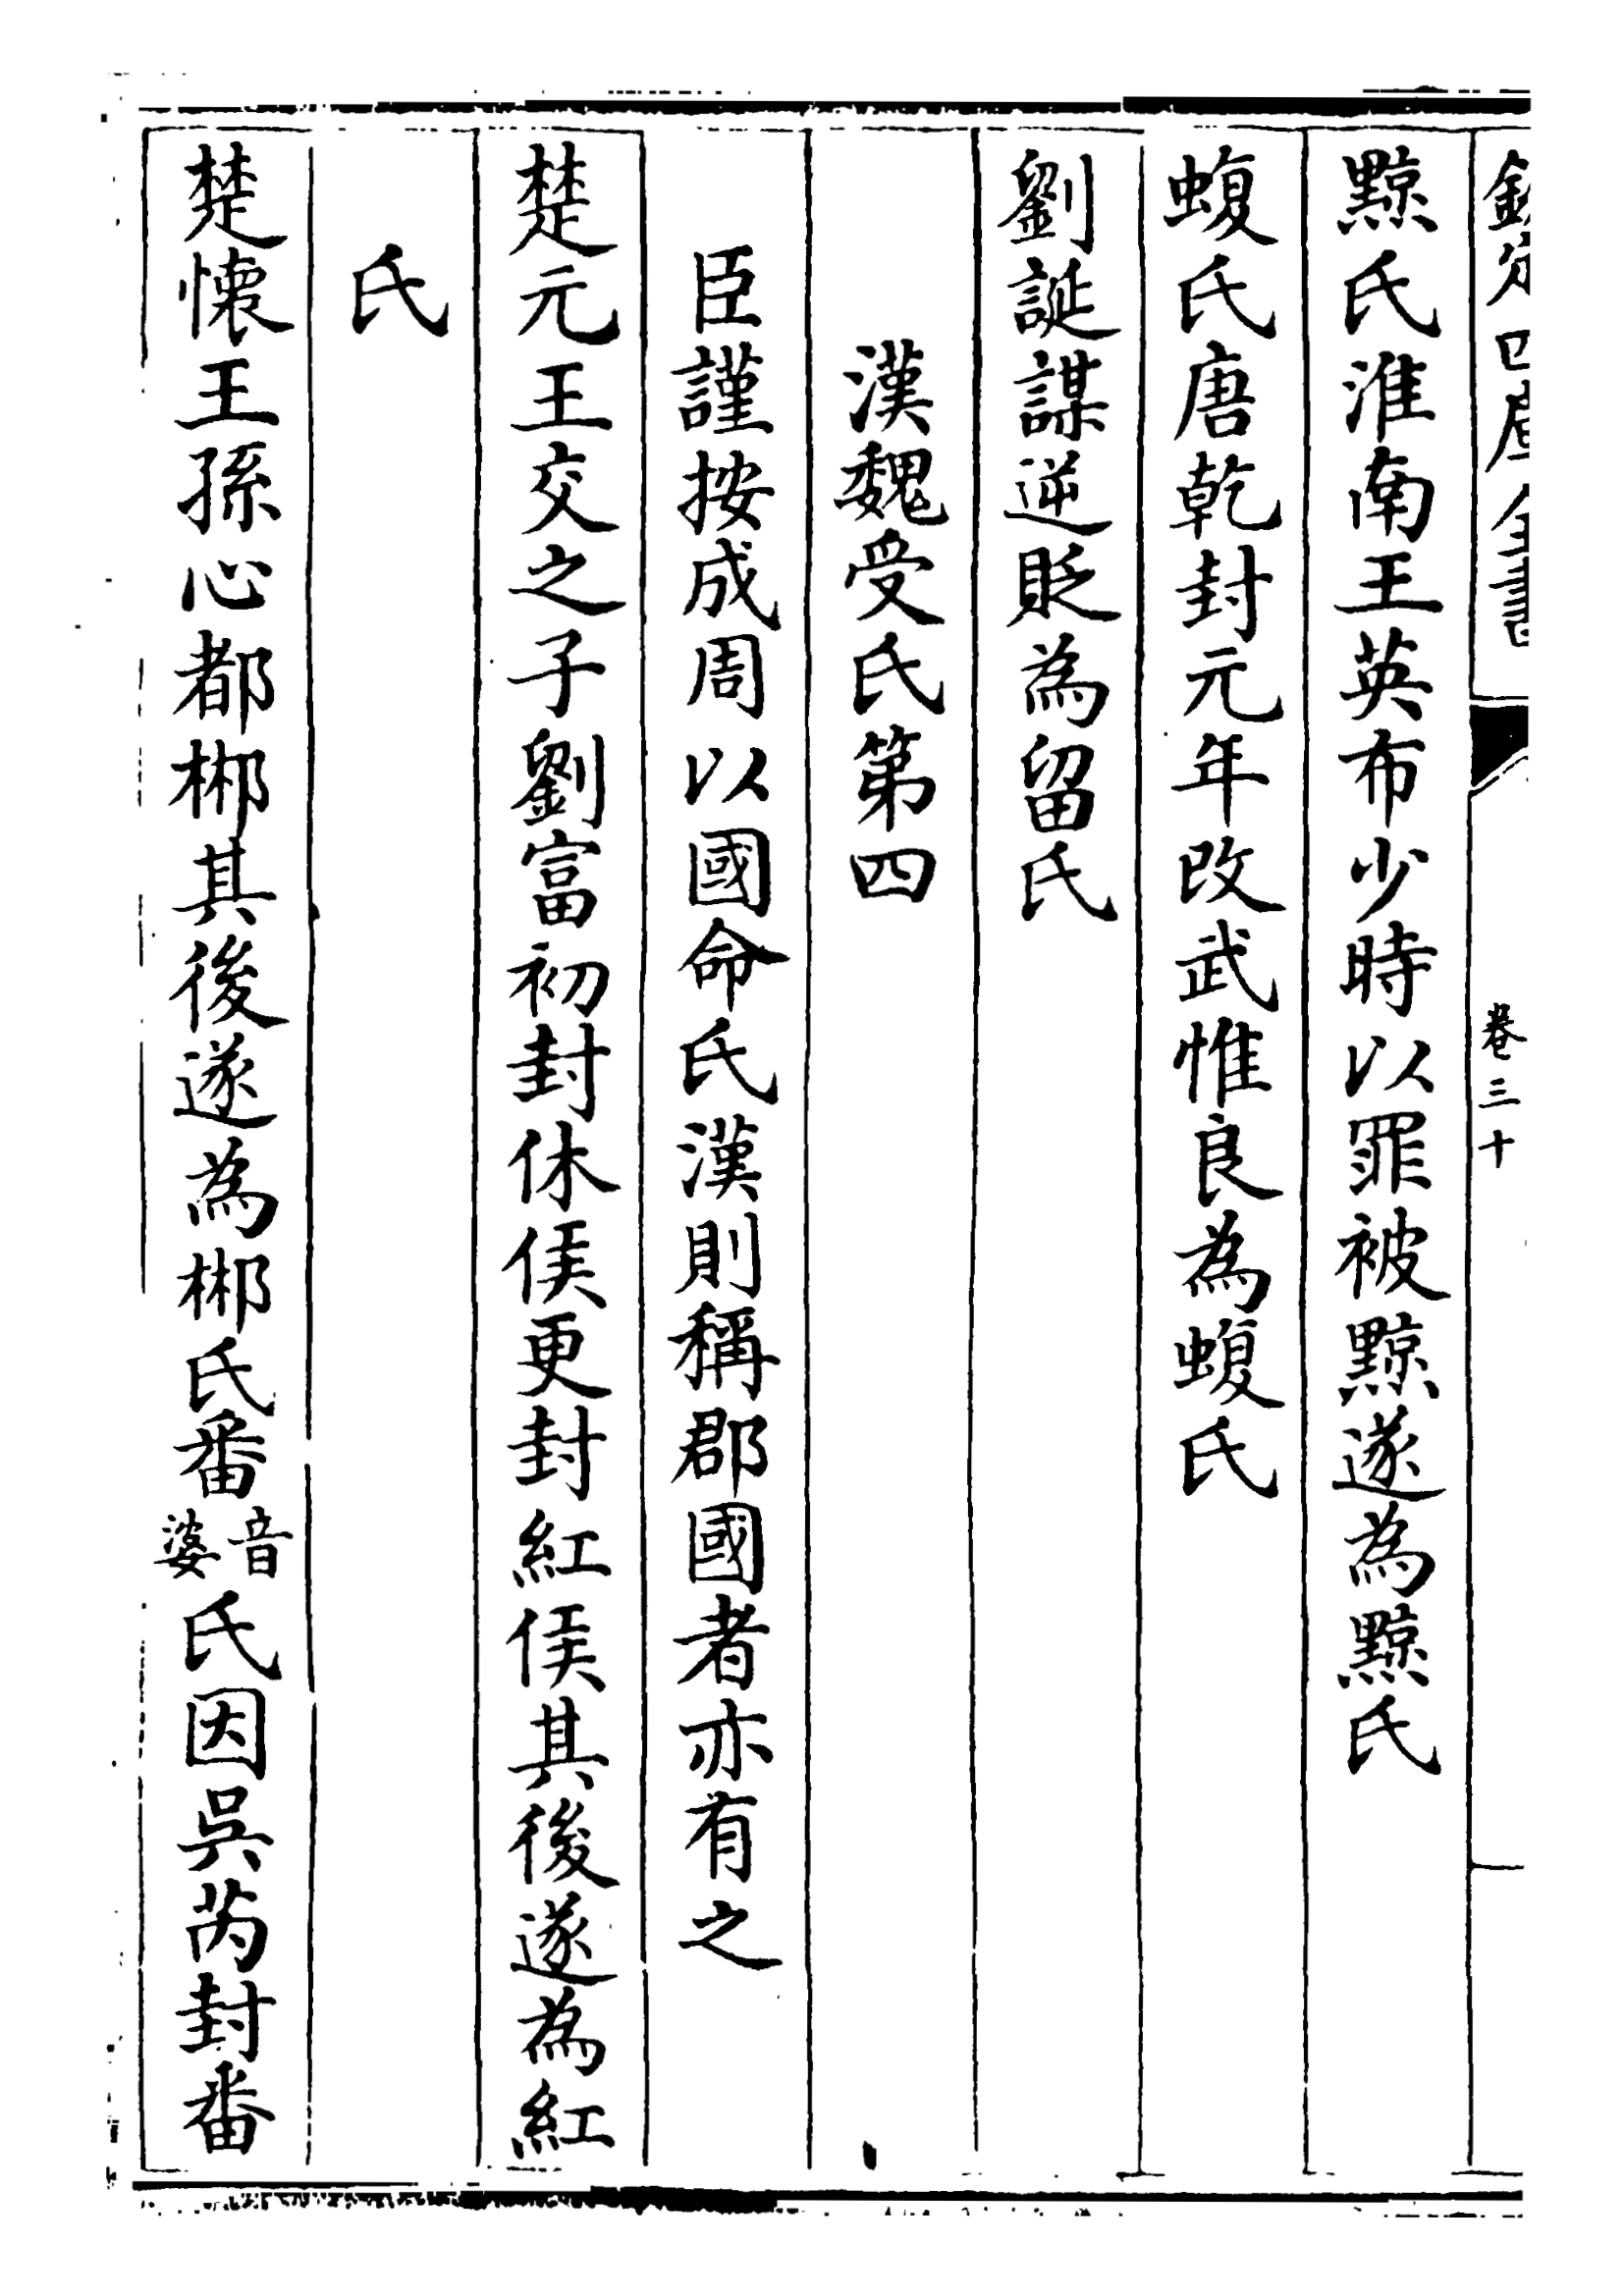 欽定四庫全書
卷三十
黥氏淮南王英布少時以罪被黥遂為黥氏
蝮氏唐乾封元年改武惟良為蝮氏
劉誕謀逆貶為留氏
漢魏受氏第四
臣謹按成周以國命氏漢則稱郡國者亦有之
楚元王交之子劉富初封休侯更封紅侯其後遂為紅
氏
楚懷王孫心都郴其後遂為郴氏番音婆氏因吳芮封番